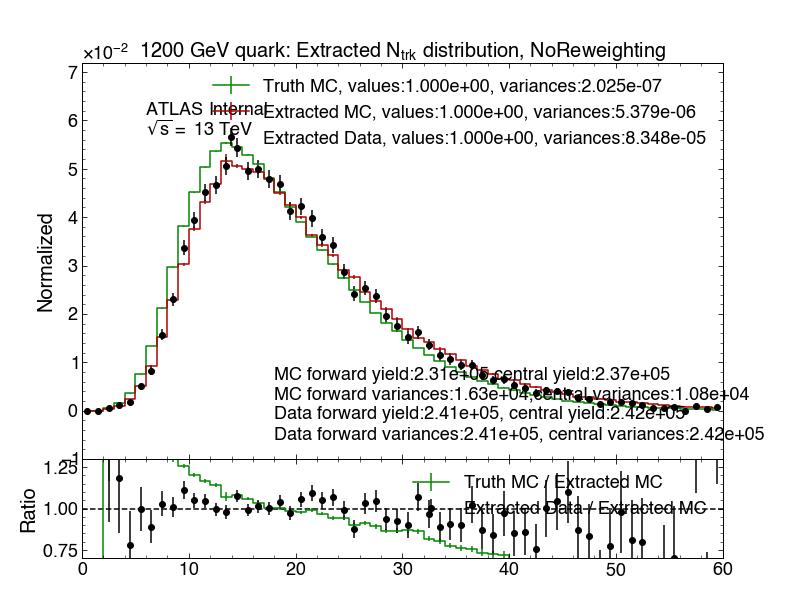 ×10⁻² 1200 GeV quark: Extracted N_trk distribution, NoReweighting
Truth MC, values:1.000e+00, variances:2.025e-07
ATLAS Internal
Extracted MC, values:1.000e+00, variances:5.379e-06
√s = 13 TeV
Extracted Data, values:1.000e+00, variances:8.348e-05
7
6
5
4
3
2
1
0
1
Normalized
MC forward yield:2.31e+05, central yield:2.37e+05
MC forward variances:1.63e+04, central variances:1.08e+04
Data forward yield:2.41e+05, central yield:2.42e+05
Data forward variances:2.41e+05, central variances:2.42e+05
1.25
1.00
0.75
Ratio
Truth MC / Extracted MC
Extracted Data / Extracted MC
0 10 20 30 40 50 60